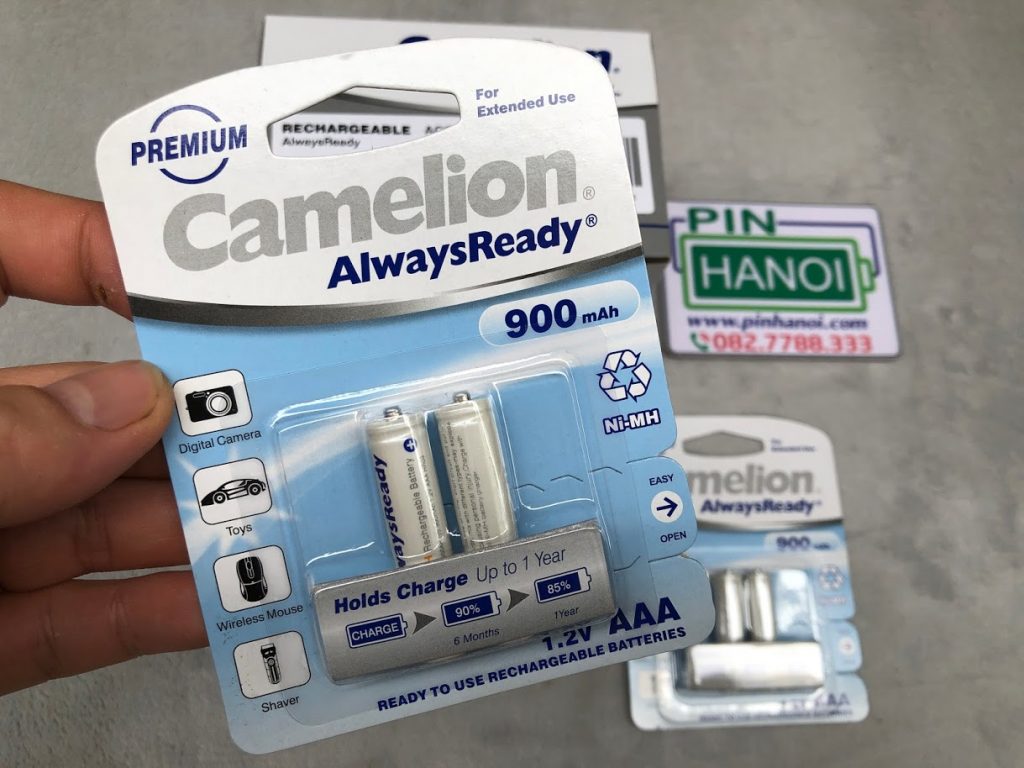 PREMIUM
For
Extended Use
RECHARGEABLE
AlwaysReady
Camelion®
AlwaysReady®
900 mAh
Ni-MH
Digital Camera
Toys
Wireless Mouse
Shaver
EASY
OPEN
Rechargeable Battery
Holds Charge Up to 1 Year
CHARGE
90%
85%
6 Months
1Year
1.2V AAA
READY TO USE RECHARGEABLE BATTERIES
PIN
HANOI
www.pinhanoi.com
082.7788.333
AlwaysReady®
900